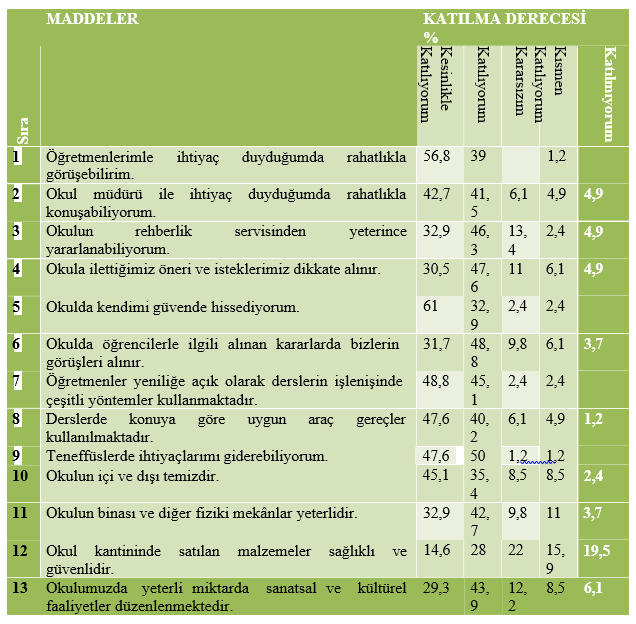 MADDELER KATILMA DERECESİ
%
Sıra Kesinlikle Katılıyorum Katılıyorum Kararsızım Kısmen Katılıyorum Katılmıyorum
1 Öğretmenlerimle ihtiyaç duyduğumda rahatlıkla 56,8 39 1,2
görüşebilirim.
2 Okul müdürü ile ihtiyaç duyduğumda rahatlıkla 42,7 41, 6,1 4,9 4,9
konuşabiliyorum. 5
3 Okulun rehberlik servisinden yeterince 32,9 46, 13, 2,4 4,9
yararlanabiliyorum. 3 4
4 Okula ilettiğimiz öneri ve isteklerimiz dikkate alınır. 30,5 47, 11 6,1 4,9
6
5 Okulda kendimi güvende hissediyorum. 61 32, 2,4 2,4
9
6 Okulda öğrencilerle ilgili alınan kararlarda bizlerin 31,7 48, 9,8 6,1 3,7
görüşleri alınır. 8
7 Öğretmenler yeniliğe açık olarak derslerin işlenişinde 48,8 45, 2,4 2,4
çeşitli yöntemler kullanmaktadır. 1
8 Derslerde konuya göre uygun araç gereçler 47,6 40, 6,1 4,9 1,2
kullanılmaktadır. 2
9 Teneffüslerde ihtiyaçlarımı giderebiliyorum. 47,6 50 1,2 1,2
10 Okulun içi ve dışı temizdir. 45,1 35, 8,5 8,5 2,4
4
11 Okulun binası ve diğer fiziki mekânlar yeterlidir. 32,9 42, 9,8 11 3,7
7
12 Okul kantininde satılan malzemeler sağlıklı ve 14,6 28 22 15, 19,5
güvenlidir. 9
13 Okulumuzda yeterli miktarda sanatsal ve kültürel 29,3 43, 12, 8,5 6,1
faaliyetler düzenlenmektedir. 9 2